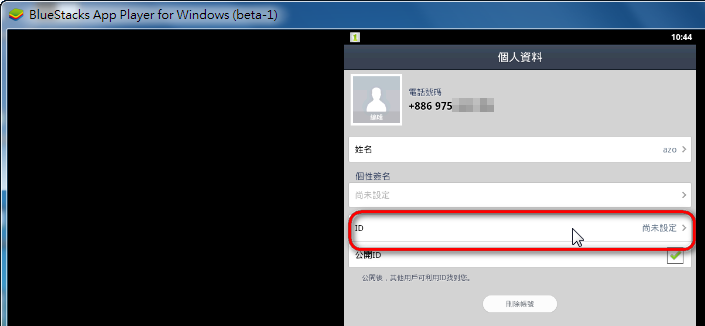 BlueStacks App Player for Windows (beta-1)
10:44
個人資料
電話號碼
+886 975
編輯
姓名
azo
個性簽名
尚未設定
ID
尚未設定
公開ID
公開後，其他用戶可利用ID找到您。
刪除帳號